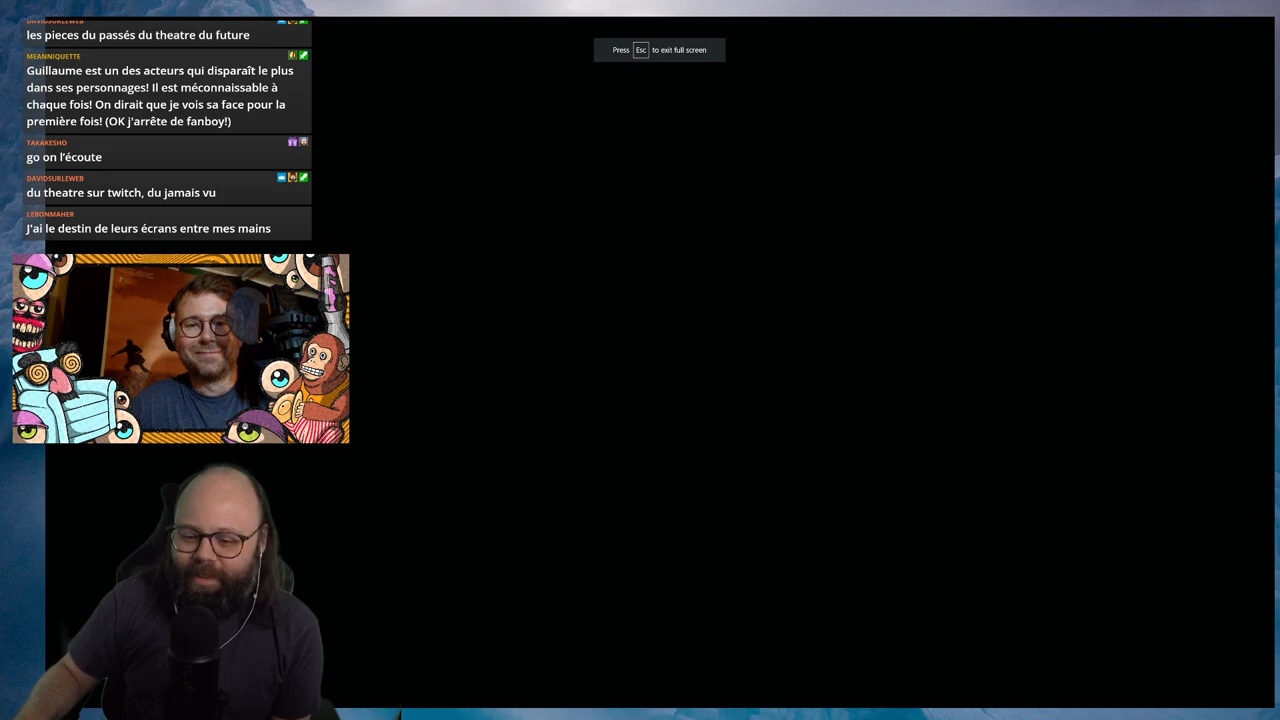 DAVIDSURLEWEB
les pieces du passés du theatre du future
MEANNIQUETTE
Guillaume est un des acteurs qui disparaît le plus
dans ses personnages! Il est méconnaissable à
chaque fois! On dirait que je vois sa face pour la
première fois! (OK j'arrête de fanboy!)
TAKAKESHO
go on l'écoute
DAVIDSURLEWEB
du theatre sur twitch, du jamais vu
LEBONMAHER
J'ai le destin de leurs écrans entre mes mains
Press Esc to exit full screen